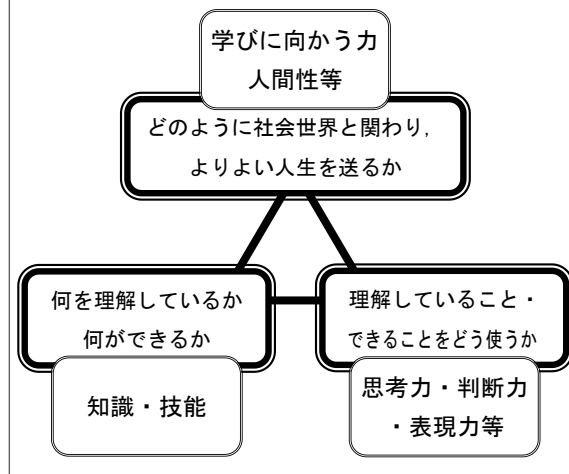 学びに向かう力
人間性等
どのように社会世界と関わり，
よりよい人生を送るか
何を理解しているか
何ができるか
知識・技能
理解していること・
できることをどう使うか
思考力・判断力
・表現力等